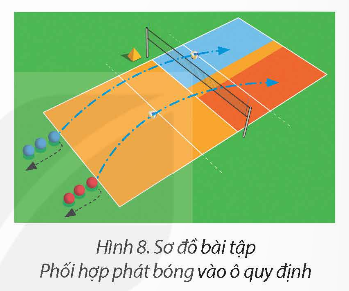 Hình 8. Sơ đồ bài tập
Phối hợp phát bóng vào ô quy định